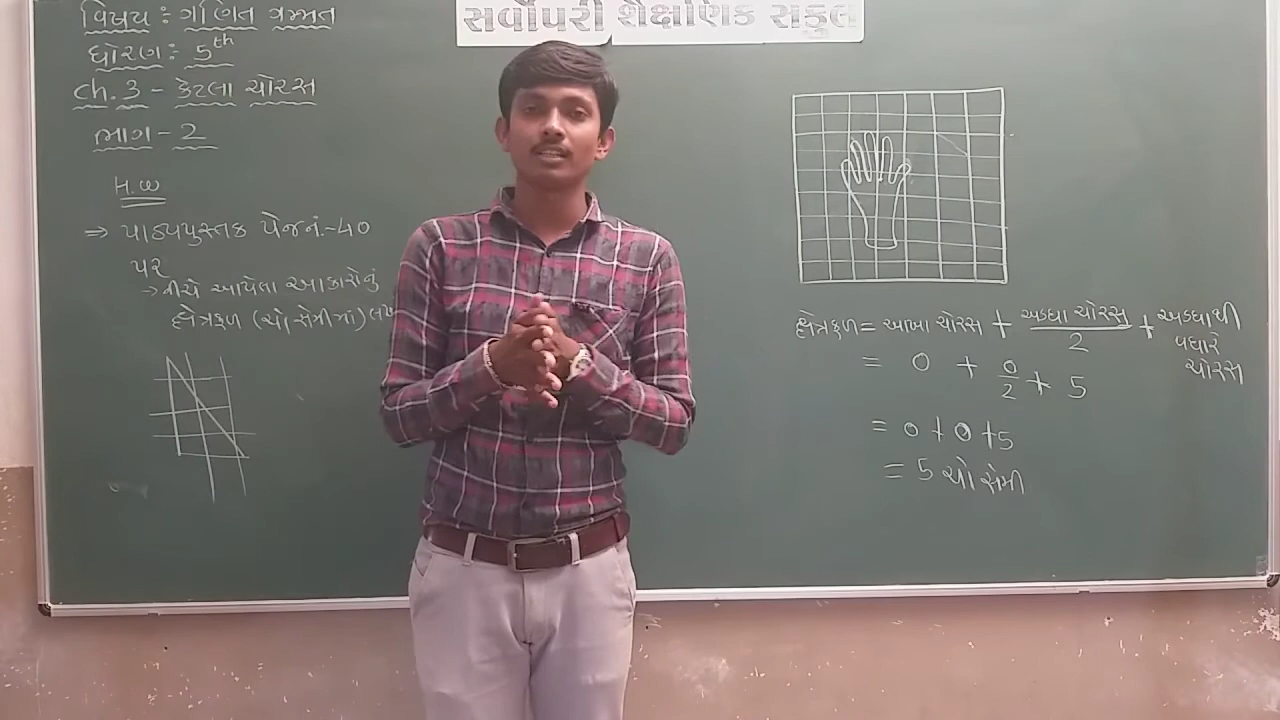 સર્વોપરી શૈક્ષણિક સંકુલ
વિષય : ગણિત ગમ્મત
ધોરણ : 5th
ch. 3 - કેટલા ચોરસ
ભાગ - 2
H.W
⇒ પાઠ્યપુસ્તક પેજનં.-40
પર
→ નીચે આપેલા આકારોનું
ક્ષેત્રફળ (ચો સેમીમાં)
ક્ષેત્રફળ = આખા ચોરસ + અડધા ચોરસ/2 + અડધાથી વધારે ચોરસ
= 0 + 0/2 + 5
= 0 + 0 + 5
= 5 ચો સેમી